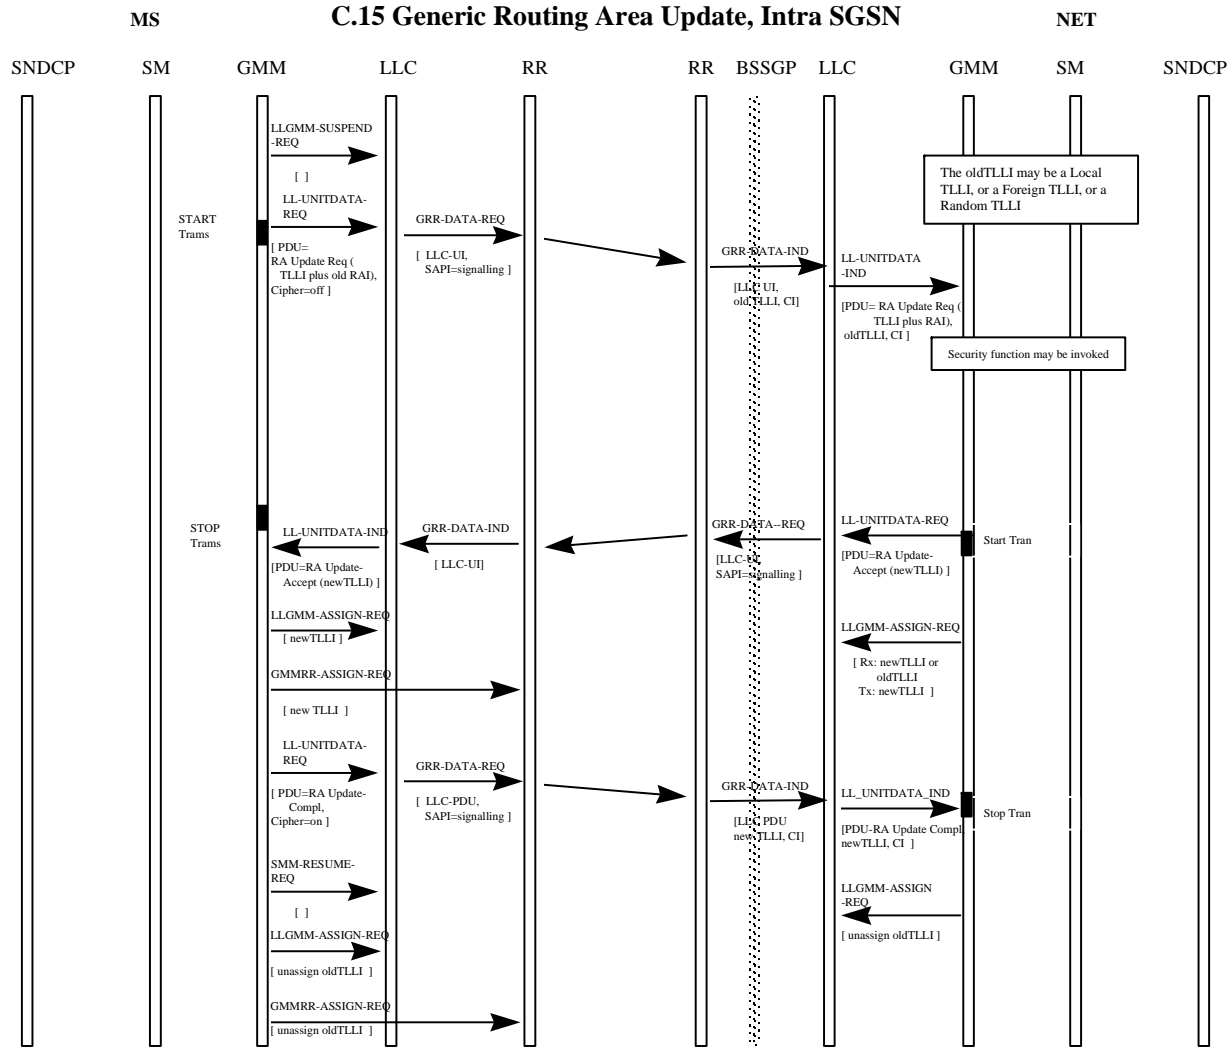 C.15 Generic Routing Area Update, Intra SGSN
MS
NET
SNDCP SM GMM LLC RR RR BSSGP LLC GMM SM SNDCP
LLGMM-SUSPEND
-REQ
[ ]
The oldTLLI may be a Local
TLLI, or a Foreign TLLI, or a
Random TLLI
START
Trams
LL-UNITDATA-
REQ
[ PDU=
RA Update Req (
TLLI plus old RAI),
Cipher=off ]
GRR-DATA-REQ
[ LLC-UI,
SAPI=signalling ]
GRR-DATA-IND
[LLC UI,
old TLLI, CI]
LL-UNITDATA
-IND
[PDU= RA Update Req (
TLLI plus RAI),
oldTLLI, CI ]
Security function may be invoked
STOP
Trams
LL-UNITDATA-IND
[PDU=RA Update-
Accept (newTLLI) ]
GRR-DATA-IND
[ LLC-UI]
GRR-DATA--REQ
[LLC-UI,
SAPI=signalling ]
LL-UNITDATA-REQ
[PDU=RA Update-
Accept (newTLLI) ]
Start Tran
LLGMM-ASSIGN-REQ
[ newTLLI ]
LLGMM-ASSIGN-REQ
[ Rx: newTLLI or
oldTLLI
Tx: newTLLI ]
GMMRR-ASSIGN-REQ
[ new TLLI ]
LL-UNITDATA-
REQ
[ PDU=RA Update-
Compl,
Cipher=on ]
GRR-DATA-REQ
[ LLC-PDU,
SAPI=signalling ]
GRR-DATA-IND
[LLC PDU
new TLLI, CI]
LL_UNITDATA_IND
[PDU-RA Update Compl
newTLLI, CI ]
Stop Tran
SMM-RESUME-
REQ
[ ]
LLGMM-ASSIGN
-REQ
[ unassign oldTLLI ]
LLGMM-ASSIGN-REQ
[ unassign oldTLLI ]
GMMRR-ASSIGN-REQ
[ unassign oldTLLI ]